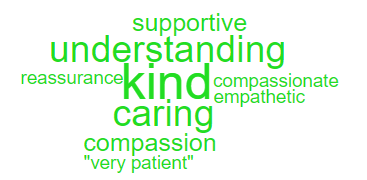 supportive
understanding
reassurance kind compassionate
empathetic
caring
compassion
"very patient"